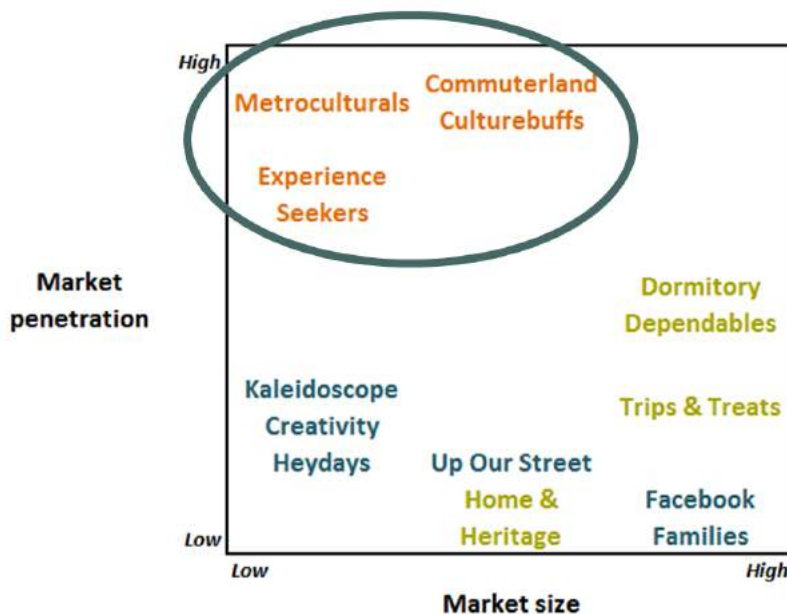 High
Metroculturals
Commuterland
Culturebuffs
Experience
Seekers
Market
penetration
Dormitory
Dependables
Kaleidoscope
Creativity
Heydays
Trips & Treats
Up Our Street
Home &
Heritage
Facebook
Families
Low
Low
High
Market size